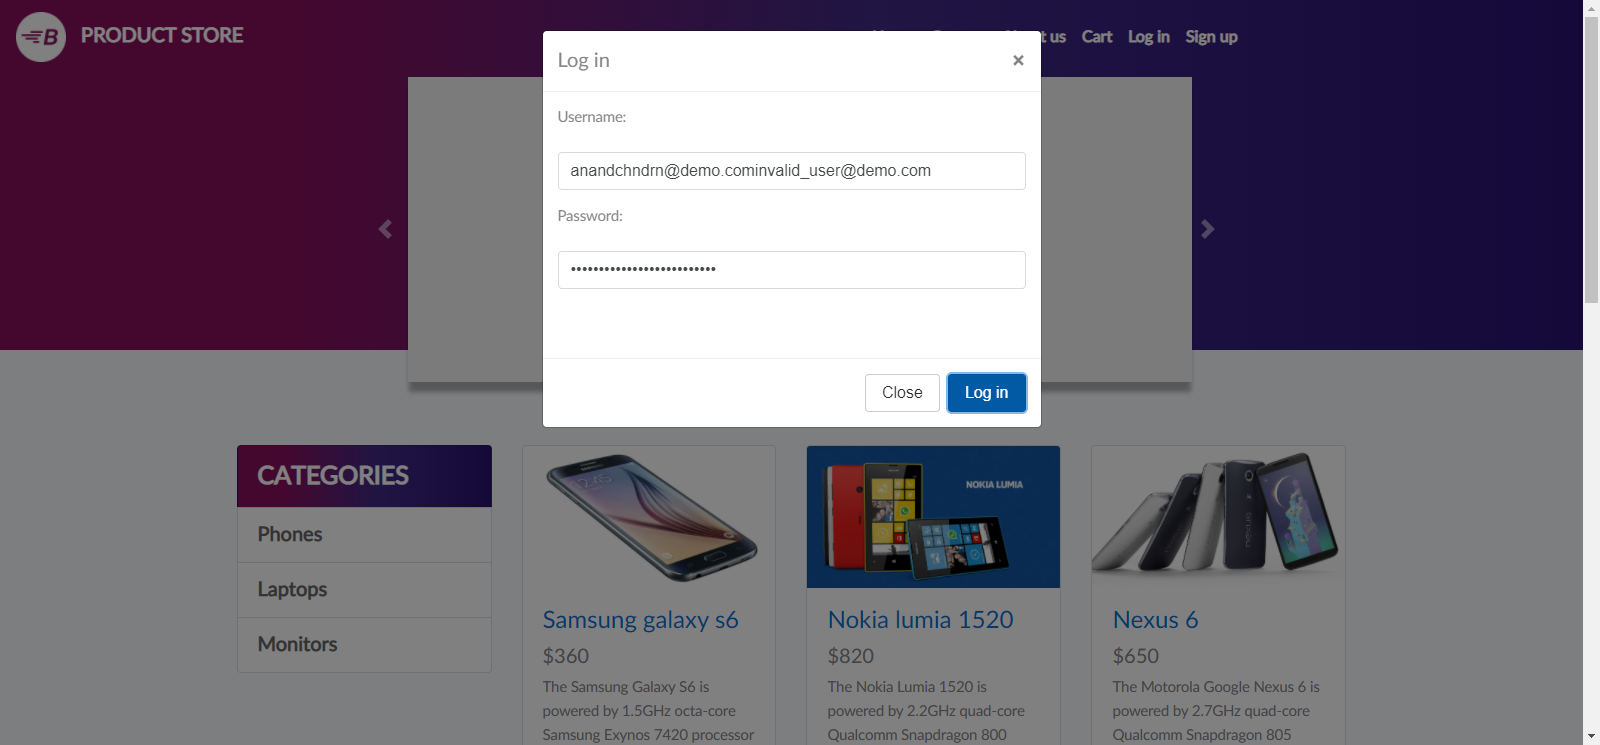 B
PRODUCT STORE
t us Cart Log in Sign up
Log in
×
Username:
anandchndrn@demo.cominvalid_user@demo.com
Password:
••••••••••••••••••••••••••
Close Log in
CATEGORIES
Phones
Laptops
Monitors
NOKIA LUMIA
nexus
Samsung galaxy s6
$360
The Samsung Galaxy S6 is
powered by 1.5GHz octa-core
Samsung Exynos 7420 processor
Nokia lumia 1520
$820
The Nokia Lumia 1520 is
powered by 2.2GHz quad-core
Qualcomm Snapdragon 800
Nexus 6
$650
The Motorola Google Nexus 6 is
powered by 2.7GHz quad-core
Qualcomm Snapdragon 805